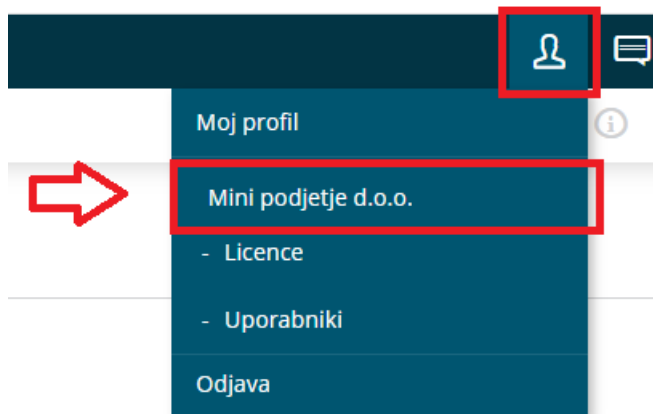 Moj profil
Mini podjetje d.o.o.
- Licence
- Uporabniki
Odjava